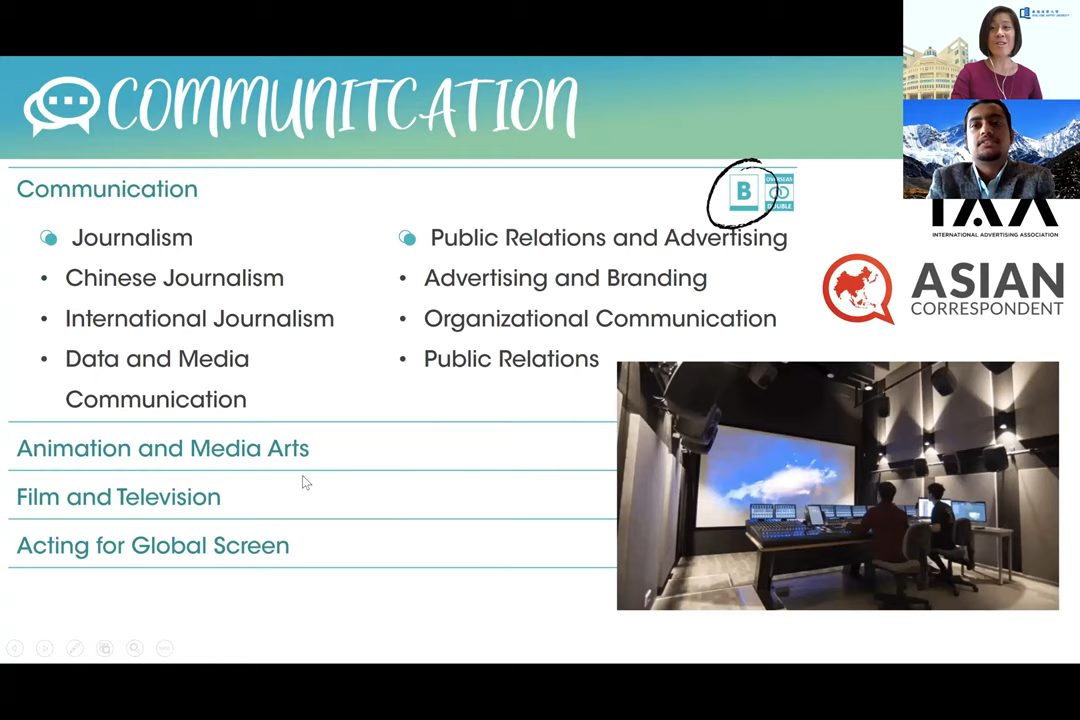 COMMUNITCATION
Communication
B
OVERSEAS
DOUBLE
Journalism
Chinese Journalism
International Journalism
Data and Media
Communication
Public Relations and Advertising
Advertising and Branding
Organizational Communication
Public Relations
Animation and Media Arts
Film and Television
Acting for Global Screen
INTERNATIONAL ADVERTISING ASSOCIATION
ASIAN
CORRESPONDENT